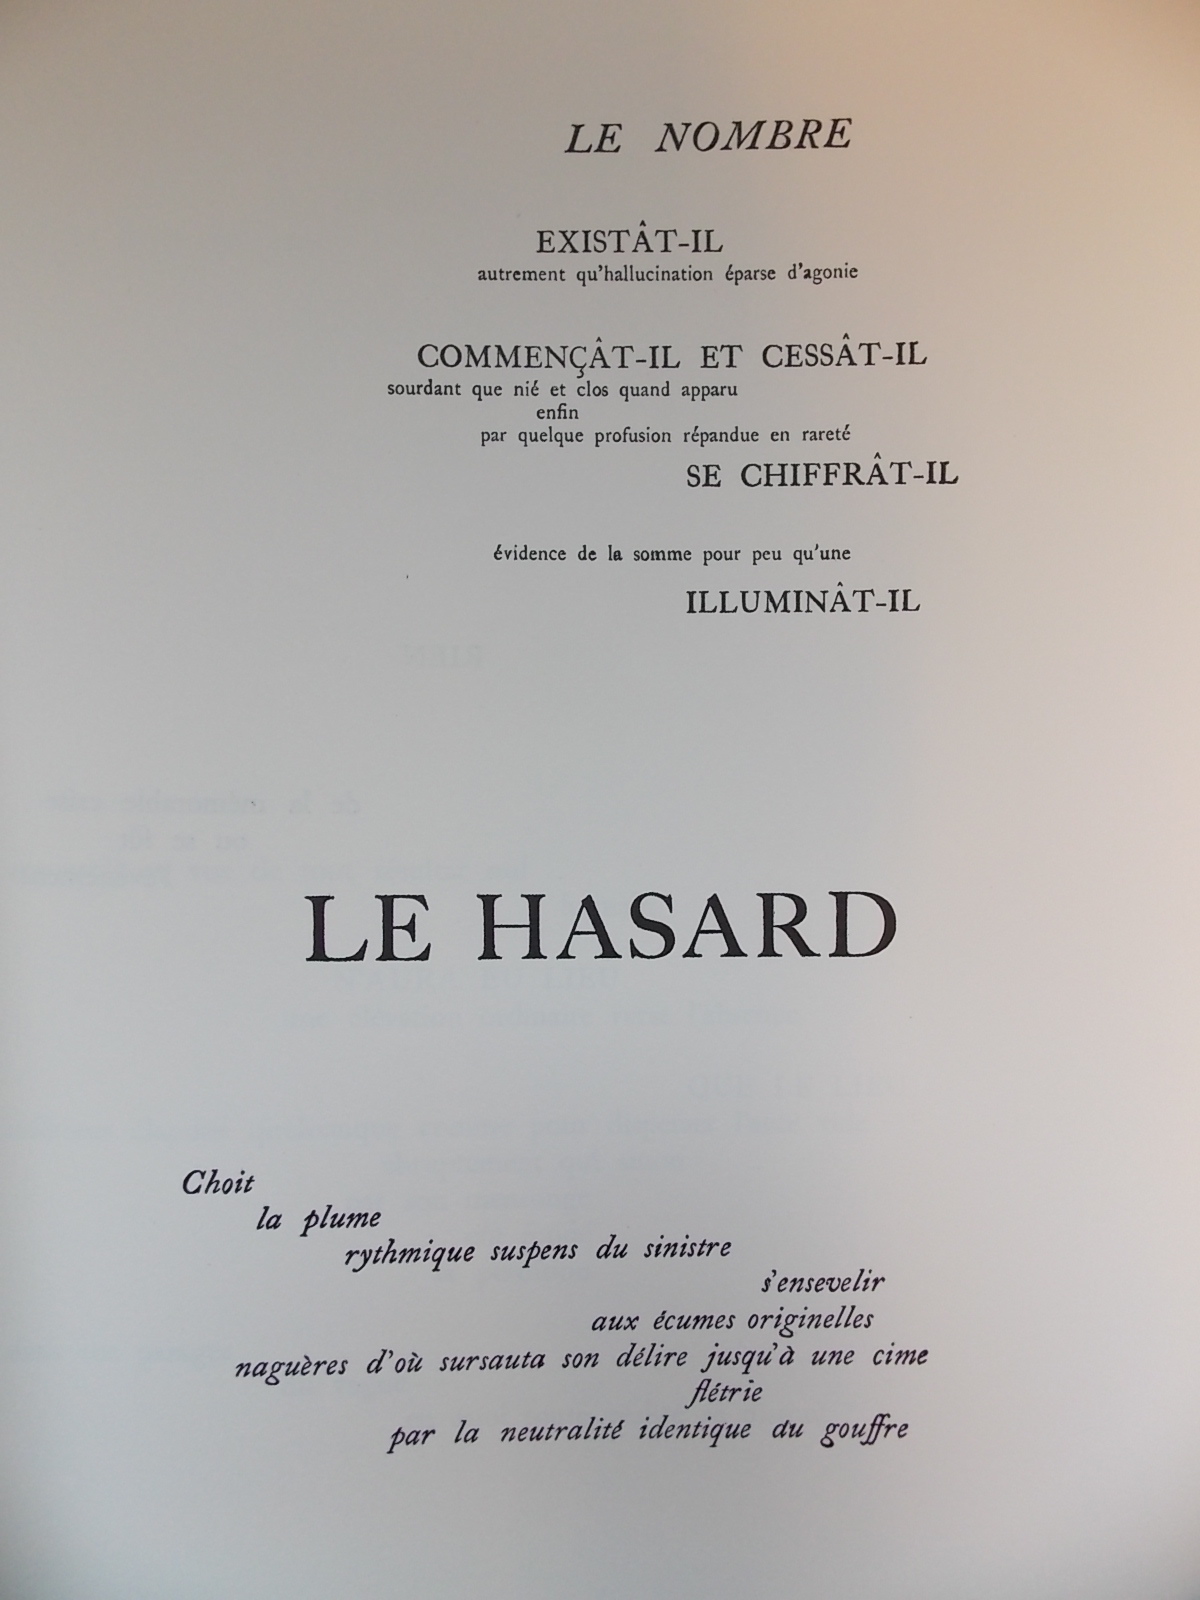 LE NOMBRE
EXISTÂT-IL
autrement qu'hallucination éparse d'agonie
COMMENÇÂT-IL ET CESSÂT-IL
sourdant que nié et clos quand apparu
enfin
par quelque profusion répandue en rareté
SE CHIFFRÂT-IL
évidence de la somme pour peu qu'une
ILLUMINÂT-IL
LE HASARD
Choit
la plume
rythmique suspens du sinistre
s'ensevelir
aux écumes originelles
naguères d'où sursauta son délire jusqu'à une cime
flétrie
par la neutralité identique du gouffre